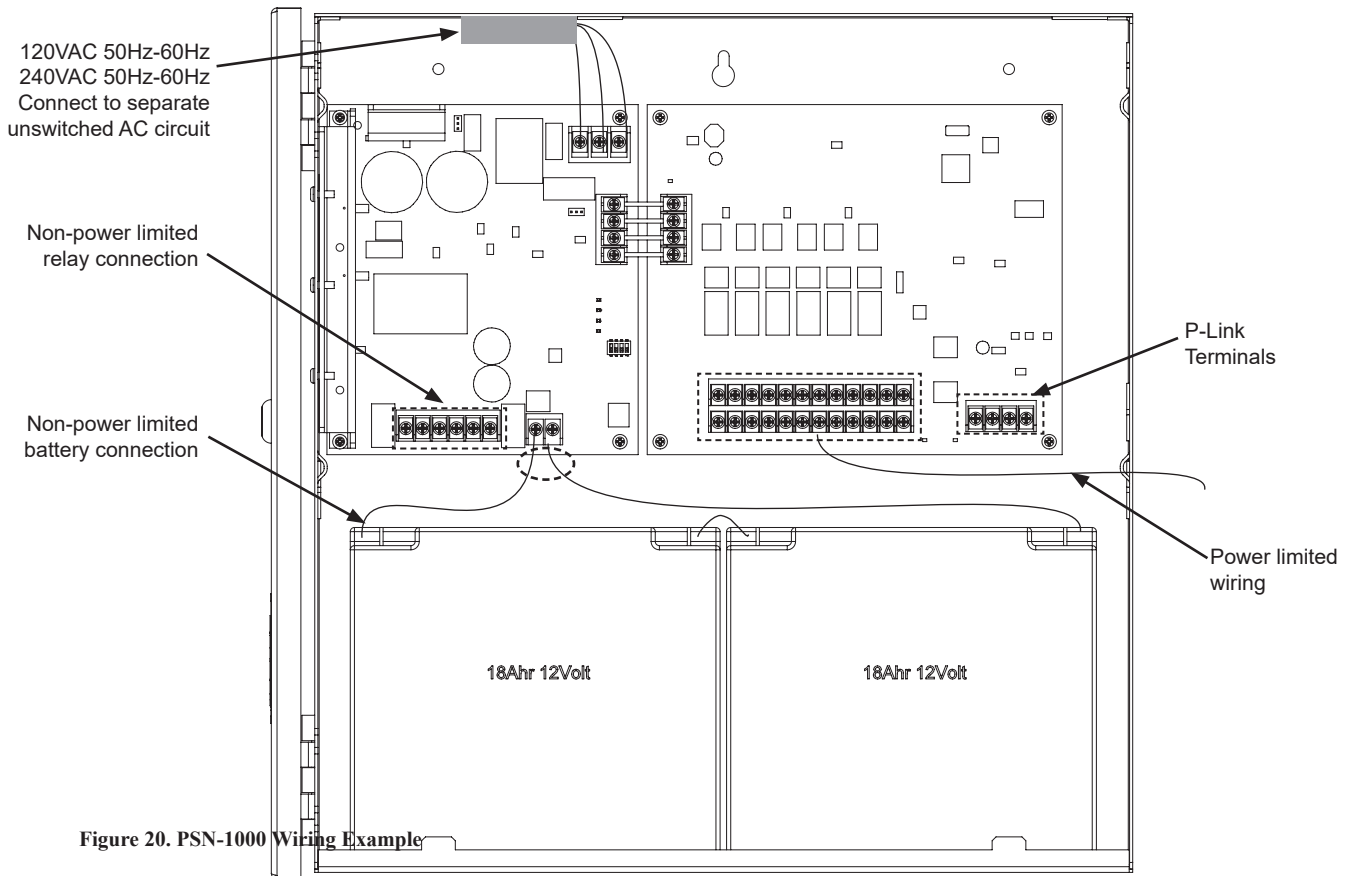 120VAC 50Hz-60Hz
240VAC 50Hz-60Hz
Connect to separate
unswitched AC circuit
Non-power limited
relay connection
P-Link
Terminals
Non-power limited
battery connection
Power limited
wiring
18Ahr 12Volt
18Ahr 12Volt
Figure 20. PSN-1000 Wiring Example